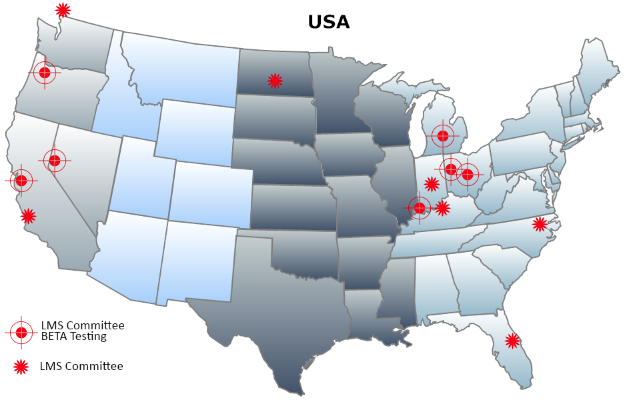 USA
LMS Committee
BETA Testing
LMS Committee